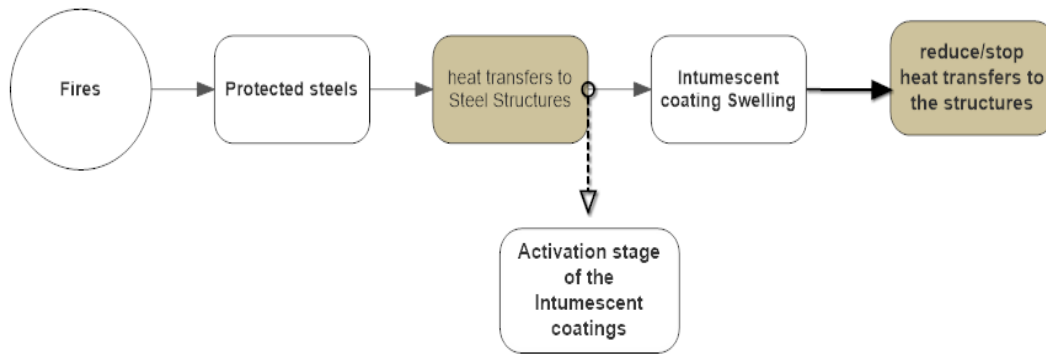 Fires
Protected steels
heat transfers to
Steel Structures
Intumescent
coating Swelling
reduce/stop
heat transfers to
the structures
Activation stage
of the
Intumescent
coatings